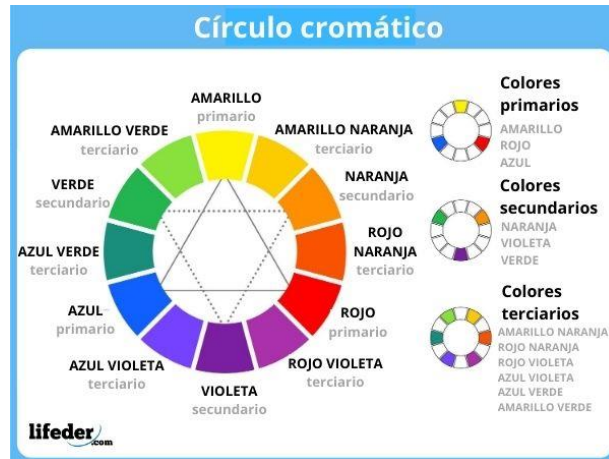 Círculo cromático
AMARILLO
primario
AMARILLO NARANJA
terciario
NARANJA
secundario
ROJO
NARANJA
terciario
ROJO
primario
ROJO VIOLETA
terciario
VIOLETA
secundario
AZUL VIOLETA
terciario
AZUL
primario
AZUL VERDE
terciario
VERDE
secundario
AMARILLO VERDE
terciario
Colores
primarios
AMARILLO
ROJO
AZUL
Colores
secundarios
NARANJA
VIOLETA
VERDE
Colores
terciarios
AMARILLO NARANJA
ROJO NARANJA
ROJO VIOLETA
AZUL VIOLETA
AZUL VERDE
AMARILLO VERDE
lifeder.com